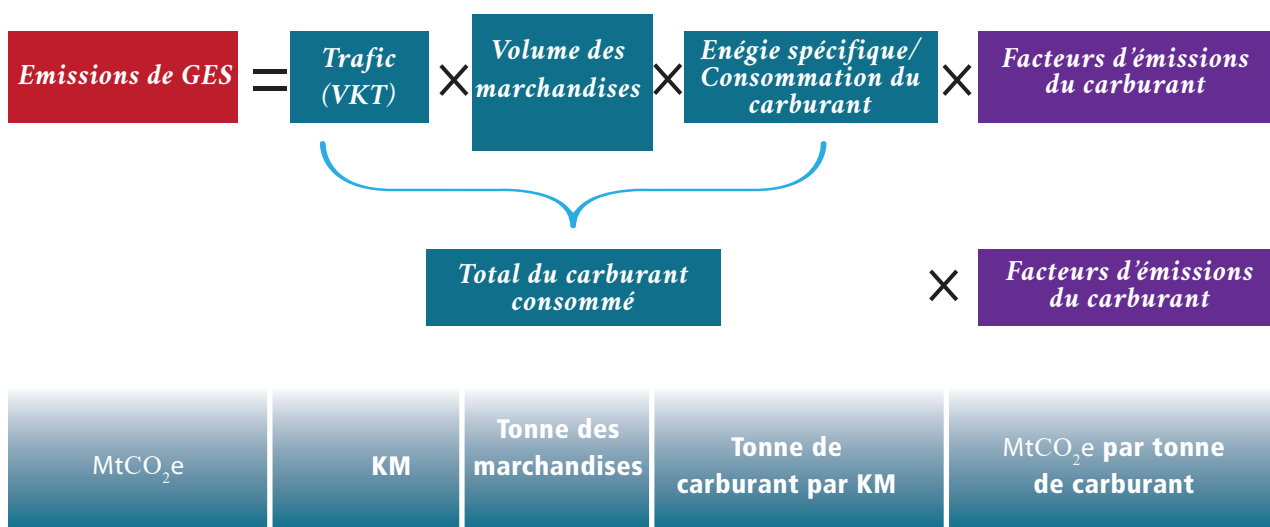 Emissions de GES
=
Trafic
(VKT)
×
Volume des
marchandises
×
Enégie spécifique/
Consommation du
carburant
×
Facteurs d'émissions
du carburant
Total du carburant
consommé
×
Facteurs d'émissions
du carburant
MtCO₂e
KM
Tonne des
marchandises
Tonne de
carburant par KM
MtCO₂e par tonne
de carburant